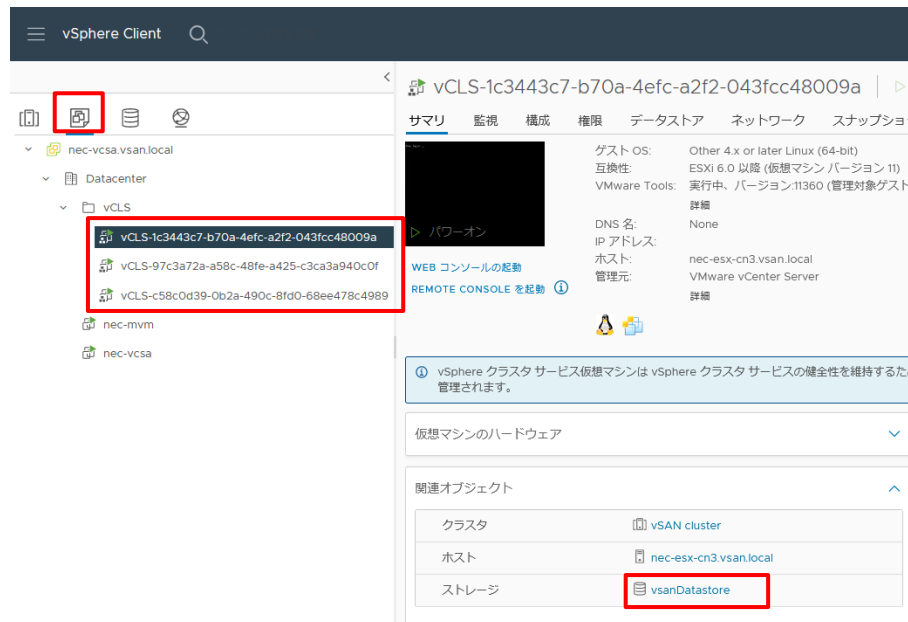 vSphere Client
vCLS-1c3443c7-b70a-4efc-a2f2-043fcc48009a
サマリ 監視 構成 権限 データストア ネットワーク スナップショ
nec-vcsa.vsan.local
Datacenter
vCLS
vCLS-1c3443c7-b70a-4efc-a2f2-043fcc48009a
vCLS-97c3a72a-a58c-48fe-a425-c3ca3a940c0f
vCLS-c58c0d39-0b2a-490c-8fd0-68ee478c4989
nec-mvm
nec-vcsa
パワーオン
WEB コンソールの起動
REMOTE CONSOLE を起動
ゲスト OS: Other 4.x or later Linux (64-bit)
互換性: ESXi 6.0 以降 (仮想マシン バージョン 11)
VMware Tools: 実行中、バージョン:11360 (管理対象ゲスト
詳細
DNS 名: None
IP アドレス:
ホスト: nec-esx-cn3.vsan.local
管理元: VMware vCenter Server
詳細
vSphere クラスタ サービス仮想マシンは vSphere クラスタ サービスの健全性を維持するた
管理されます。
仮想マシンのハードウェア
関連オブジェクト
クラスタ vSAN cluster
ホスト nec-esx-cn3.vsan.local
ストレージ vsanDatastore